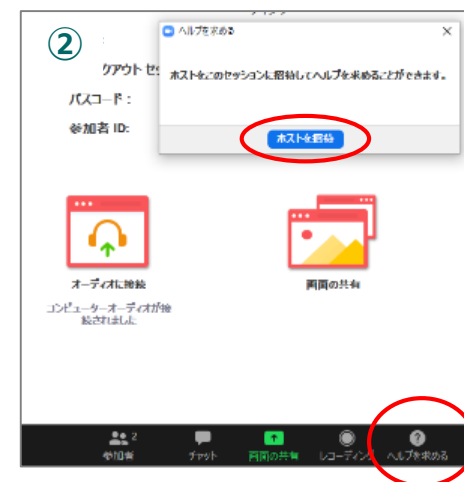 ②
ヘルプを求める
クアウト セ
ホストをこのセッションに招待してヘルプを求めることができます。
パスコード：
参加者 ID:
ホストを招待
オーディオに接続
画面の共有
コンピューターオーディオが接
続されました
2
参加者
チャット
画面の共有
レコーディング
ヘルプを求める